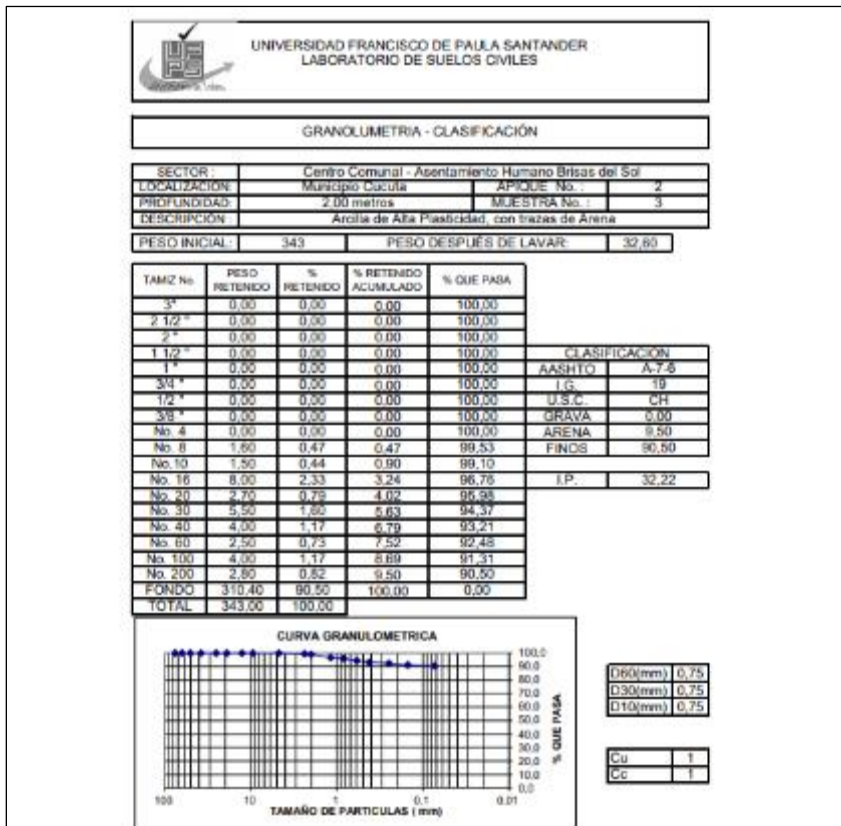 UNIVERSIDAD FRANCISCO DE PAULA SANTANDER
LABORATORIO DE SUELOS CIVILES
GRANOLUMETRIA - CLASIFICACIÓN
SECTOR : Centro Comunal - Asentamiento Humano Brisas del Sol
LOCALIZACIÓN: Municipio Cucuta APIQUE No. : 2
PROFUNDIDAD: 2,00 metros MUESTRA No. : 3
DESCRIPCIÓN : Arcilla de Alta Plasticidad, con trazas de Arena
PESO INICIAL: 343 PESO DESPUÉS DE LAVAR: 32,60
TAMIZ No. PESO RETENIDO % RETENIDO % RETENIDO ACUMULADO % QUE PASA
3" 0,00 0,00 0,00 100,00
2 1/2 " 0,00 0,00 0,00 100,00
2 " 0,00 0,00 0,00 100,00
1 1/2 " 0,00 0,00 0,00 100,00 CLASIFICACIÓN
1 " 0,00 0,00 0,00 100,00 AASHTO A-7-6
3/4 " 0,00 0,00 0,00 100,00 I.G. 19
1/2 " 0,00 0,00 0,00 100,00 U.S.C. CH
3/8 " 0,00 0,00 0,00 100,00 GRAVA 0,00
No. 4 0,00 0,00 0,00 100,00 ARENA 9,50
No. 8 1,60 0,47 0,47 99,53 FINOS 90,50
No.10 1,50 0,44 0,90 99,10
No. 16 8,00 2,33 3,24 96,76 I.P. 32,22
No. 20 2,70 0,79 4,02 95,98
No. 30 5,50 1,60 5,63 94,37
No. 40 4,00 1,17 6,79 93,21
No. 60 2,50 0,73 7,52 92,48
No. 100 4,00 1,17 8,69 91,31
No. 200 2,80 0,82 9,50 90,50
FONDO 310,40 90,50 100,00 0,00
TOTAL 343,00 100,00
CURVA GRANULOMETRICA
100,0
90,0
80,0
70,0
60,0
50,0
40,0
30,0
20,0
10,0
0,0
% QUE PASA
100 10 1 0,1 0,01
TAMAÑO DE PARTICULAS ( mm)
D60(mm) 0,75
D30(mm) 0,75
D10(mm) 0,75
Cu 1
Cc 1